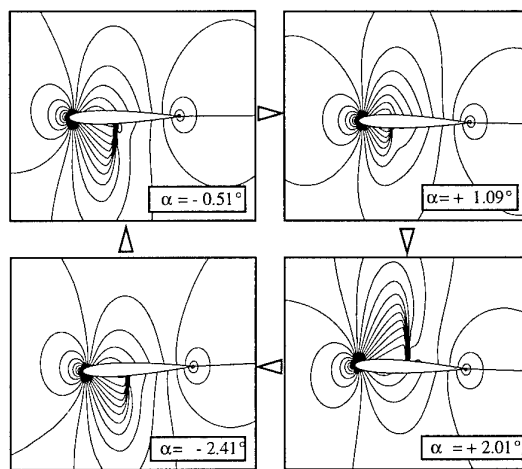 α = - 0.51°
α= + 1.09°
α= - 2.41°
α = + 2.01°